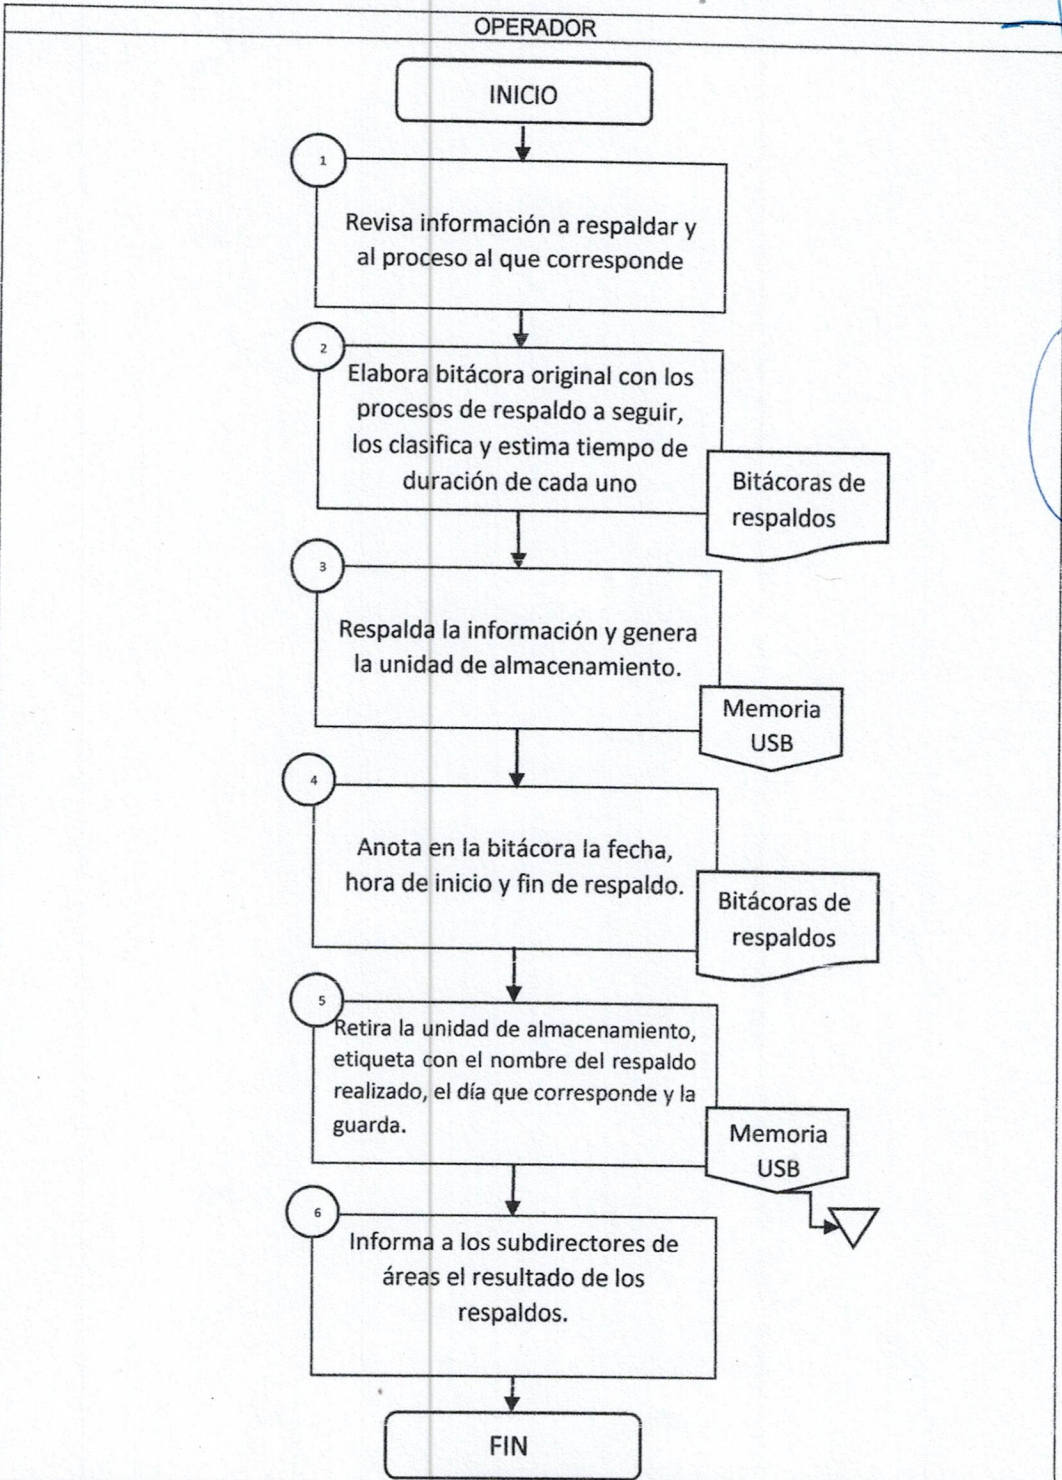 OPERADOR
INICIO
1
Revisa información a respaldar y
al proceso al que corresponde
2
Elabora bitácora original con los
procesos de respaldo a seguir,
los clasifica y estima tiempo de
duración de cada uno
Bitácoras de
respaldos
3
Respalda la información y genera
la unidad de almacenamiento.
Memoria
USB
4
Anota en la bitácora la fecha,
hora de inicio y fin de respaldo.
Bitácoras de
respaldos
5
Retira la unidad de almacenamiento,
etiqueta con el nombre del respaldo
realizado, el día que corresponde y la
guarda.
Memoria
USB
6
Informa a los subdirectores de
áreas el resultado de los
respaldos.
FIN